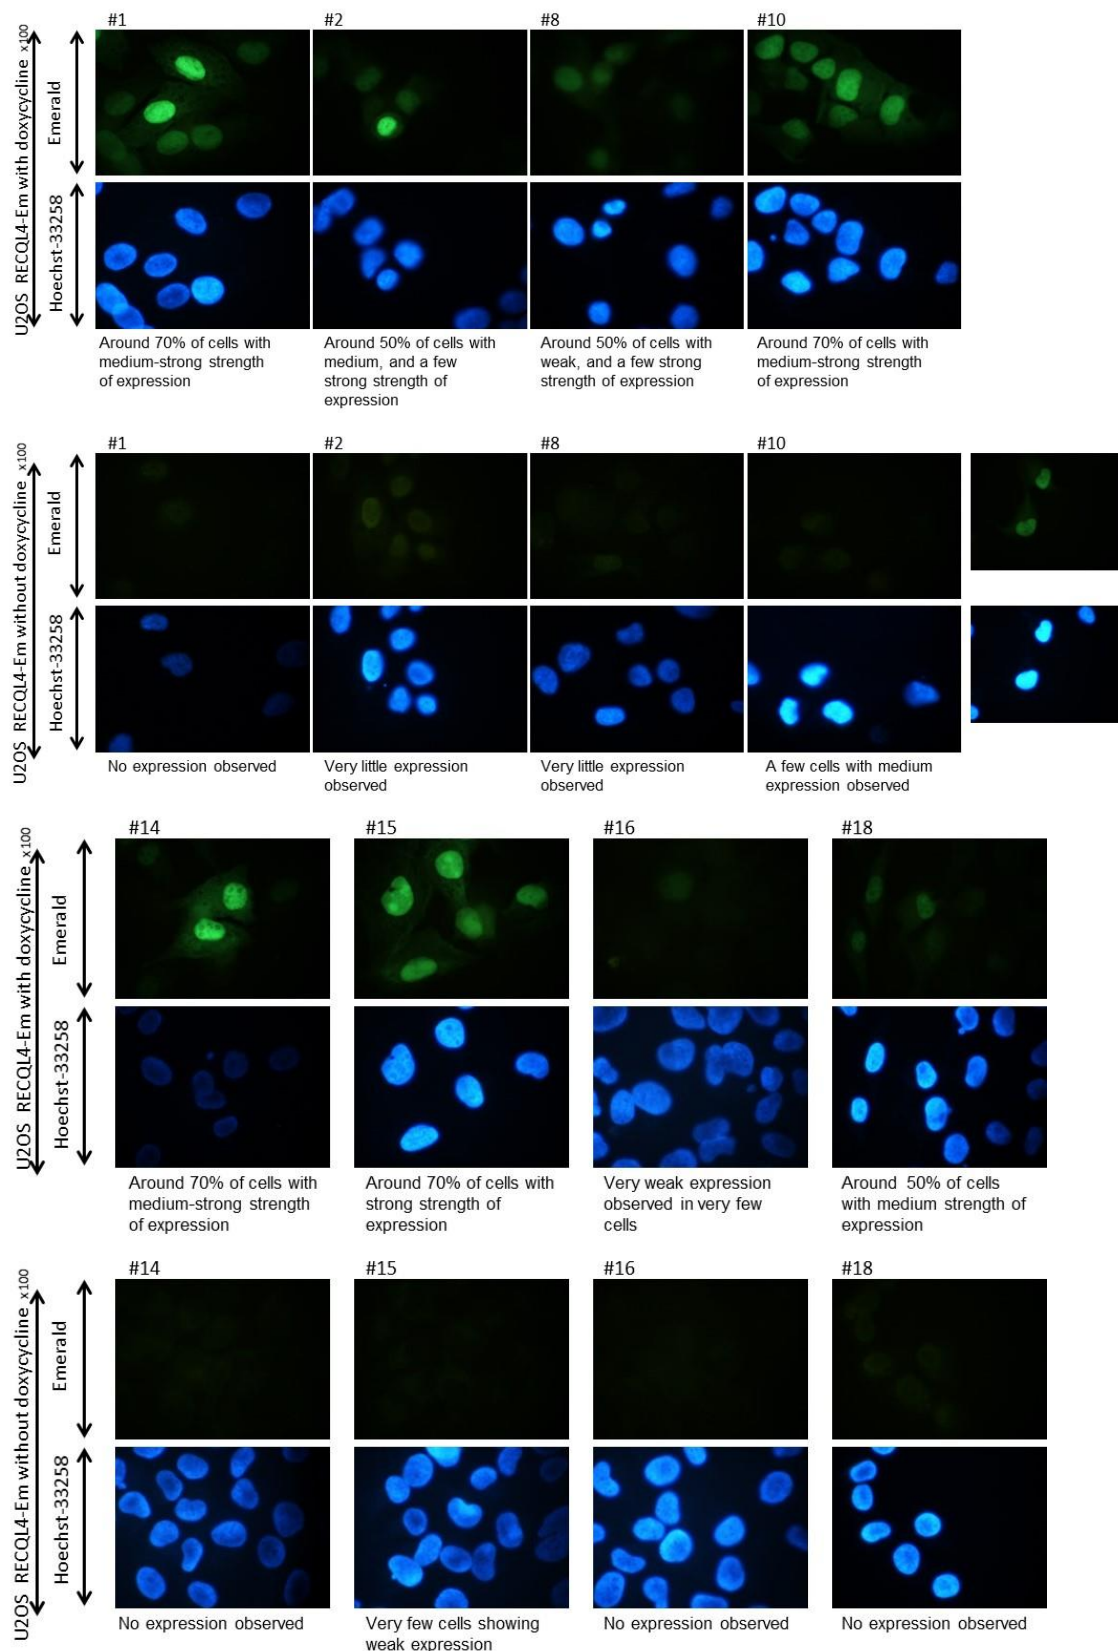 #1
#2
#8
#10
U2OS RECQL4-Em with doxycycline x100
Emerald
Hoechst-33258
Around 70% of cells with
medium-strong strength
of expression
Around 50% of cells with
medium, and a few
strong strength of
expression
Around 50% of cells with
weak, and a few strong
strength of expression
Around 70% of cells with
medium-strong strength
of expression
#1
#2
#8
#10
U2OS RECQL4-Em without doxycycline x100
Emerald
Hoechst-33258
No expression observed
Very little expression
observed
Very little expression
observed
A few cells with medium
expression observed
#14
#15
#16
#18
U2OS RECQL4-Em with doxycycline x100
Emerald
Hoechst-33258
Around 70% of cells with
medium-strong strength
of expression
Around 70% of cells with
strong strength of
expression
Very weak expression
observed in very few
cells
Around 50% of cells
with medium strength of
expression
#14
#15
#16
#18
U2OS RECQL4-Em without doxycycline x100
Emerald
Hoechst-33258
No expression observed
Very few cells showing
weak expression
No expression observed
No expression observed